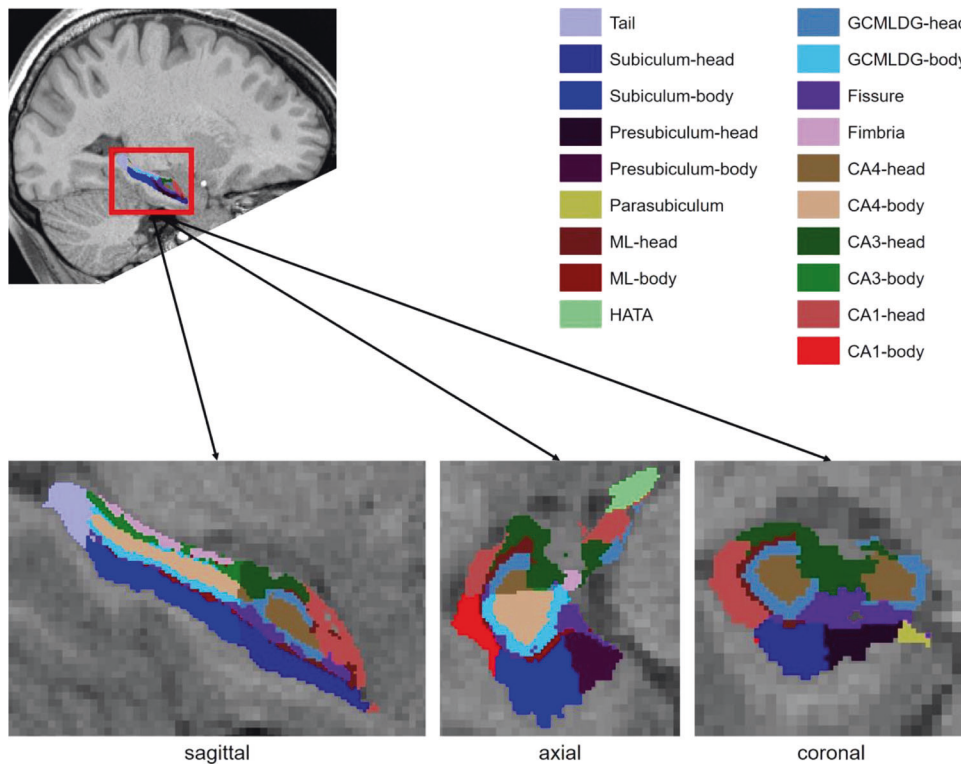 Tail
Subiculum-head
Subiculum-body
Presubiculum-head
Presubiculum-body
Parasubiculum
ML-head
ML-body
HATA
GCMLDG-head
GCMLDG-body
Fissure
Fimbria
CA4-head
CA4-body
CA3-head
CA3-body
CA1-head
CA1-body
sagittal
axial
coronal